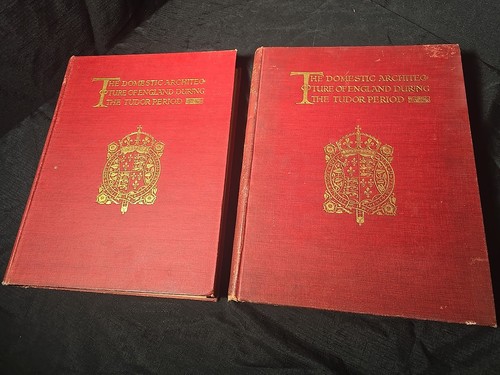 THE DOMESTIC ARCHITEC
TURE OF ENGLAND DURING
THE TUDOR PERIOD
THE DOMESTIC ARCHITEC
TURE OF ENGLAND DURING
THE TUDOR PERIOD